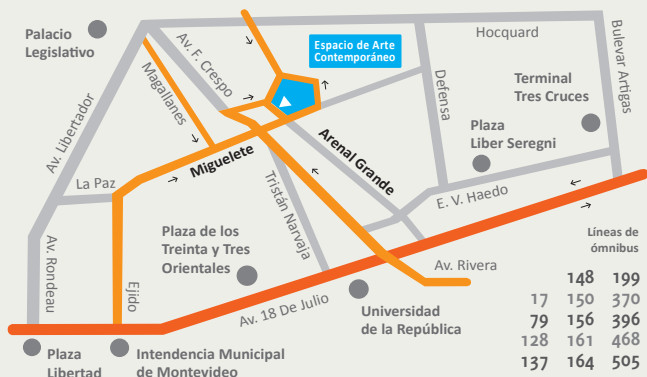 Palacio
Legislativo
Av. F. Crespo
Espacio de Arte
Contemporáneo
Hocquard
Bulevar Artigas
Magallanes
Defensa
Terminal
Tres Cruces
Av. Libertador
Plaza
Liber Seregni
Arenal Grande
Miguelete
La Paz
Tristán Narvaja
E. V. Haedo
Plaza de los
Treinta y Tres
Orientales
Av. Rondeau
Ejido
Av. Rivera
Av. 18 De Julio
Universidad
de la República
Plaza
Libertad
Intendencia Municipal
de Montevideo
Líneas de
ómnibus
148 199
17 150 370
79 156 396
128 161 468
137 164 505